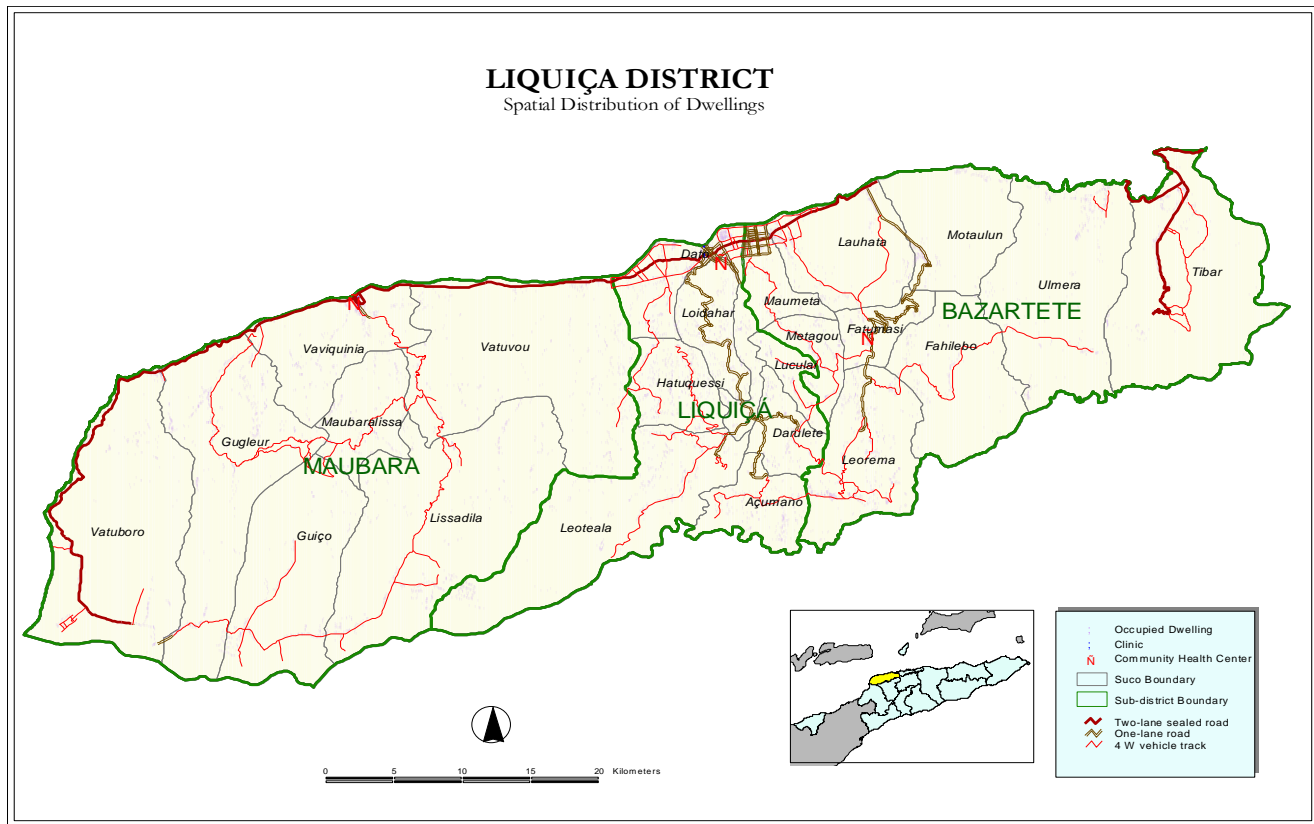 LIQUIÇA DISTRICT
Spatial Distribution of Dwellings
Lauhata
Motaulun
Dato
Tibar
Ulmera
Maumeta
Loidahar
BAZARTETE
Ñ
Ñ
Ñ
Metagou
Fatumasi
Fahilebo
Vaviquinia
Vatuvou
Lucular
Hatuquessi
LIQUIÇÁ
Maubaralissa
Darulete
Gugleur
MAUBARA
Leorema
Açumano
Lissadila
Leoteala
Vatuboro
Guiço
0 5 10 15 20 Kilometers
Occupied Dwelling
; Clinic
Ñ Community Health Center
Suco Boundary
Sub-district Boundary
Two-lane sealed road
One-lane road
4 W vehicle track